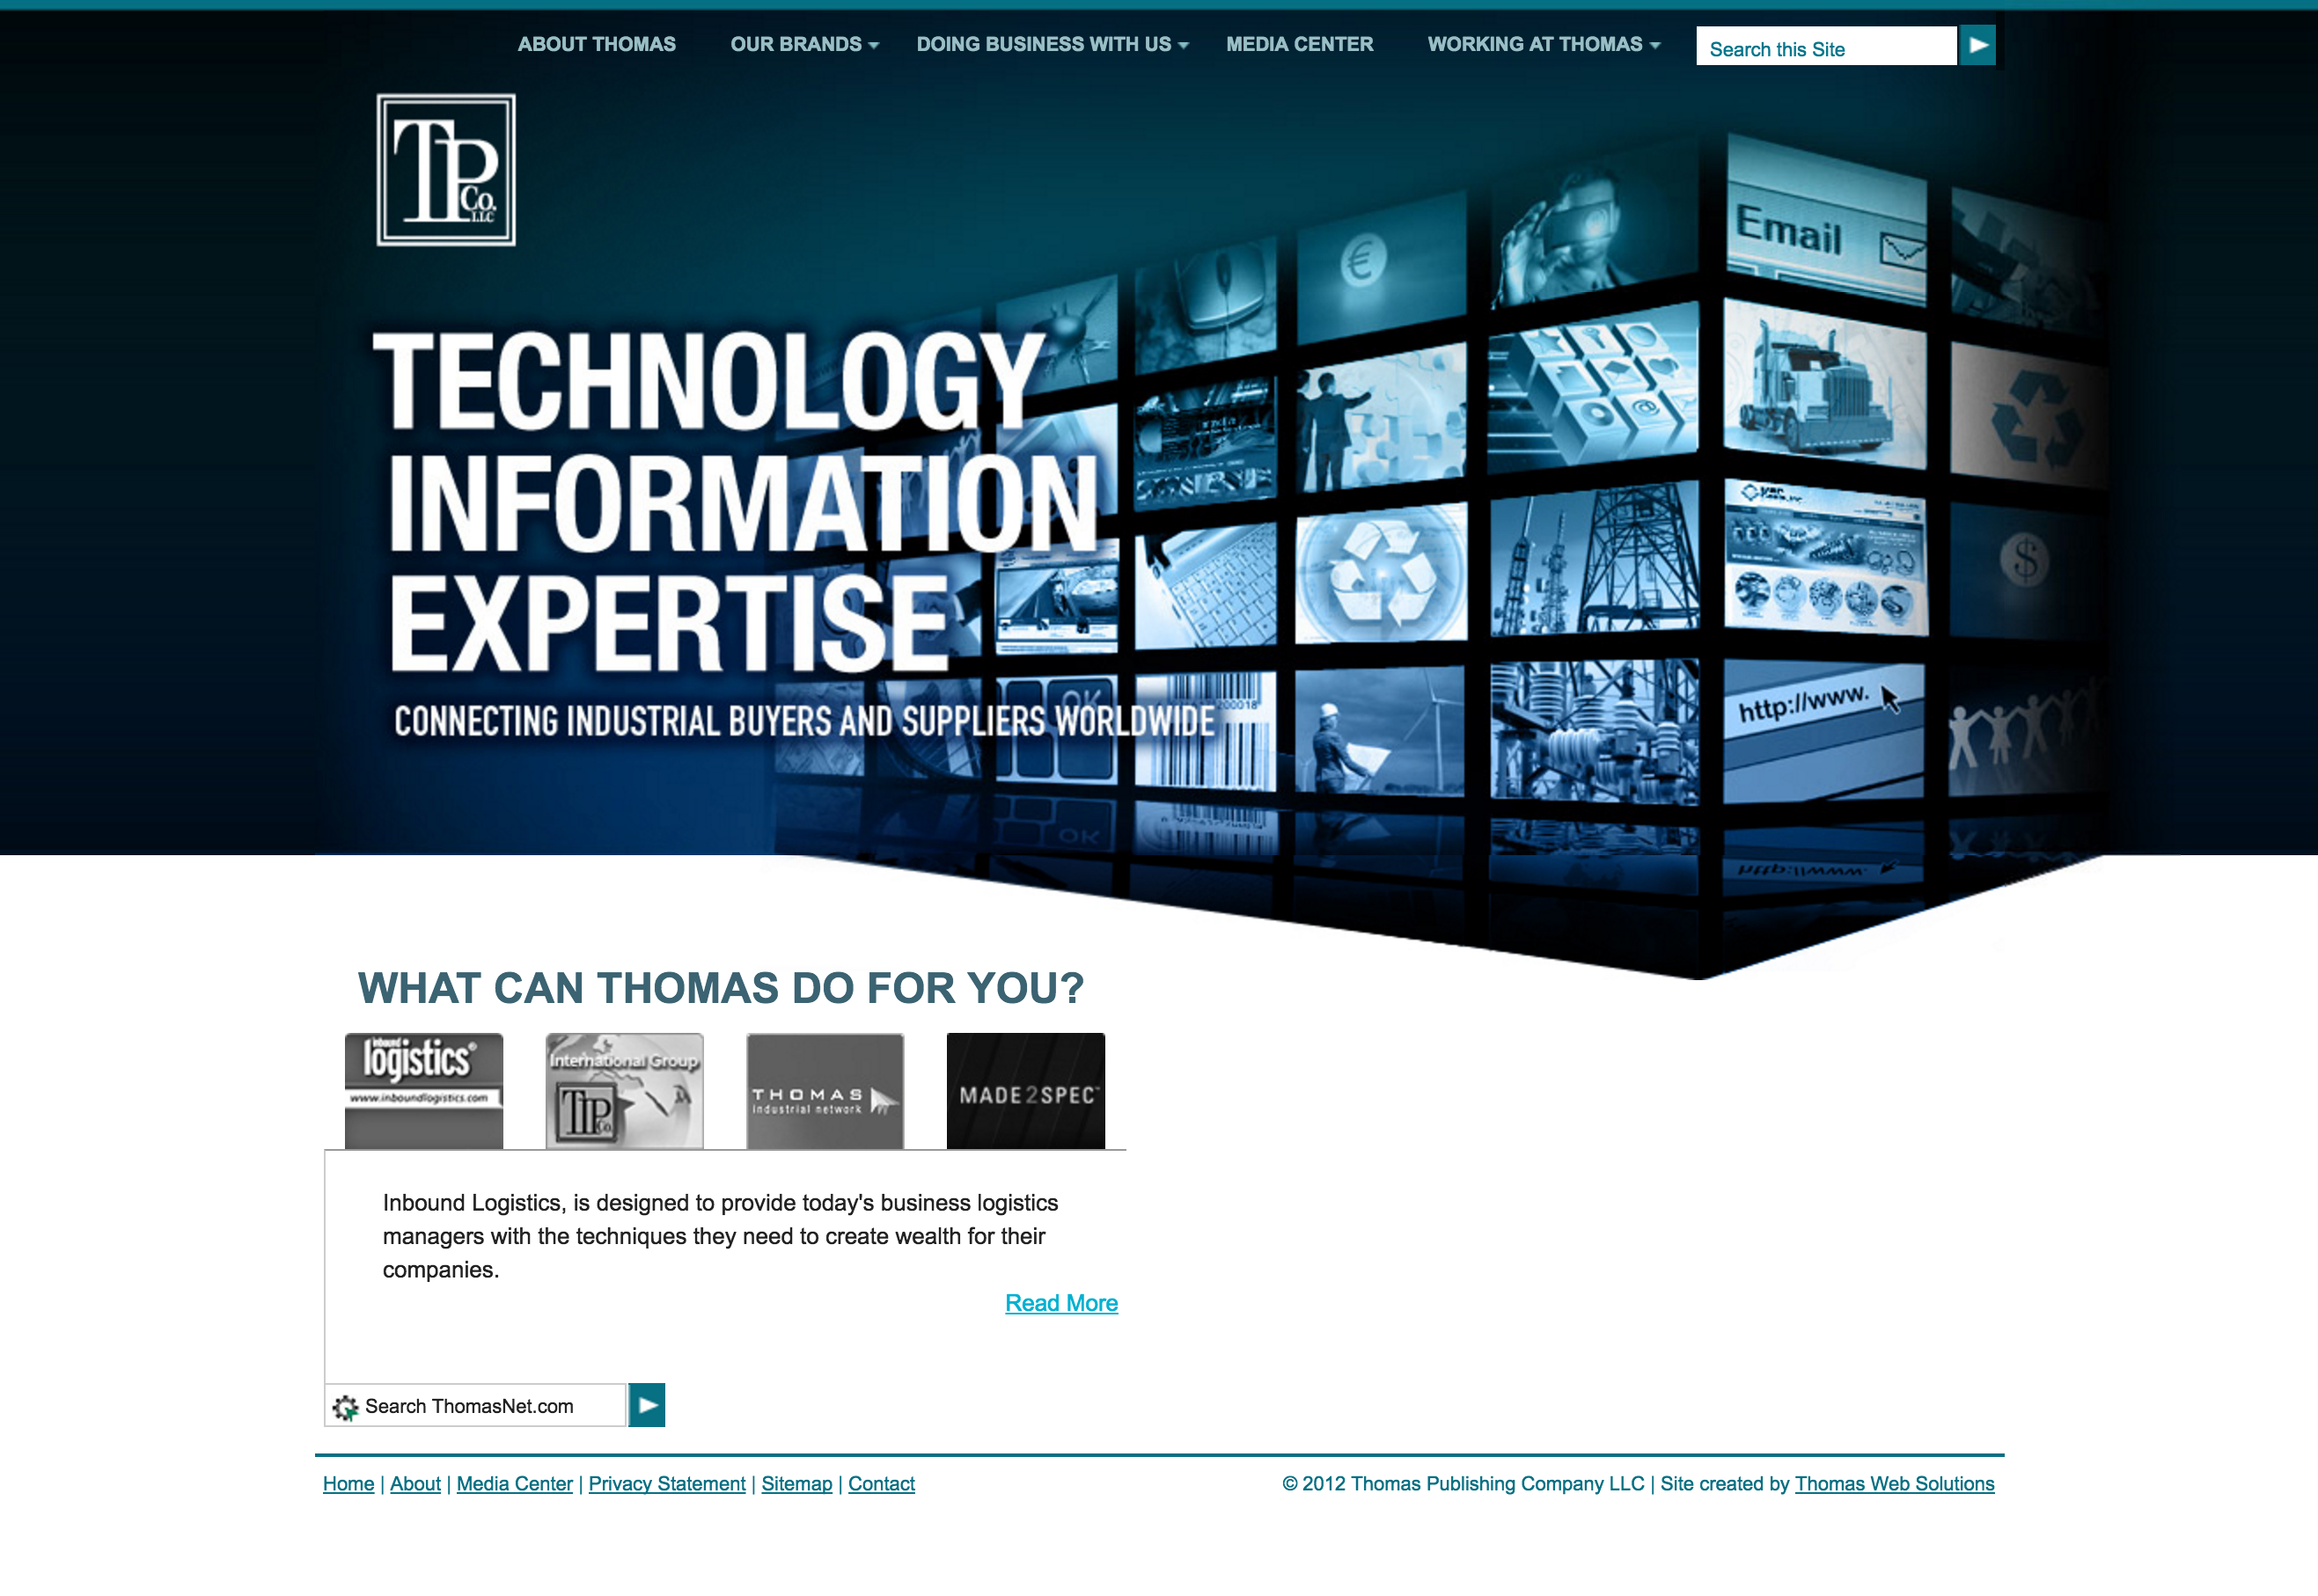 ABOUT THOMAS
OUR BRANDS
DOING BUSINESS WITH US
MEDIA CENTER
WORKING AT THOMAS
Search this Site
TP Co. LLC
TECHNOLOGY
INFORMATION
EXPERTISE
CONNECTING INDUSTRIAL BUYERS AND SUPPLIERS WORLDWIDE
Email
€
@
$
OK
200018
http://www.
WHAT CAN THOMAS DO FOR YOU?
inbound
logistics®
www.inboundlogistics.com
International Group
TIP Co.
THOMAS
industrial network
MADE2SPEC™
Inbound Logistics, is designed to provide today's business logistics
managers with the techniques they need to create wealth for their
companies.
Read More
Search ThomasNet.com
Home | About | Media Center | Privacy Statement | Sitemap | Contact
© 2012 Thomas Publishing Company LLC | Site created by Thomas Web Solutions